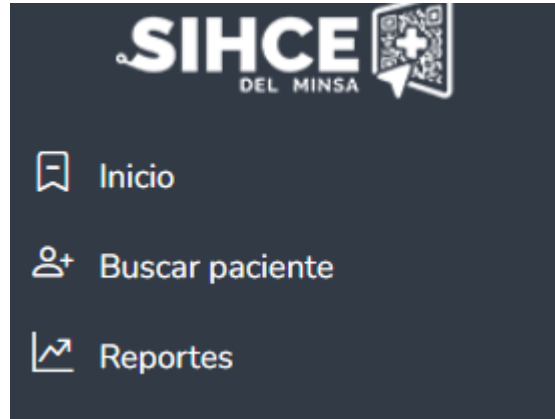 SIHCE
DEL MINSA
Inicio
Buscar paciente
Reportes